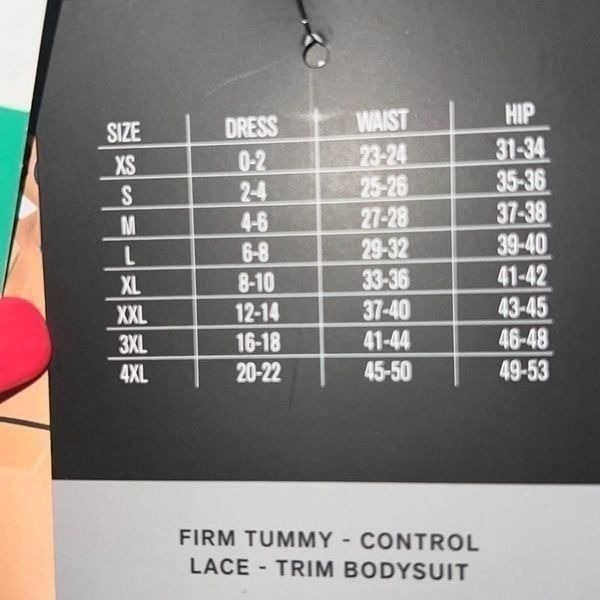 SIZE DRESS WAIST HIP
XS 0-2 23-24 31-34
S 2-4 25-26 35-36
M 4-6 27-28 37-38
L 6-8 29-32 39-40
XL 8-10 33-36 41-42
XXL 12-14 37-40 43-45
3XL 16-18 41-44 46-48
4XL 20-22 45-50 49-53
FIRM TUMMY - CONTROL
LACE - TRIM BODYSUIT